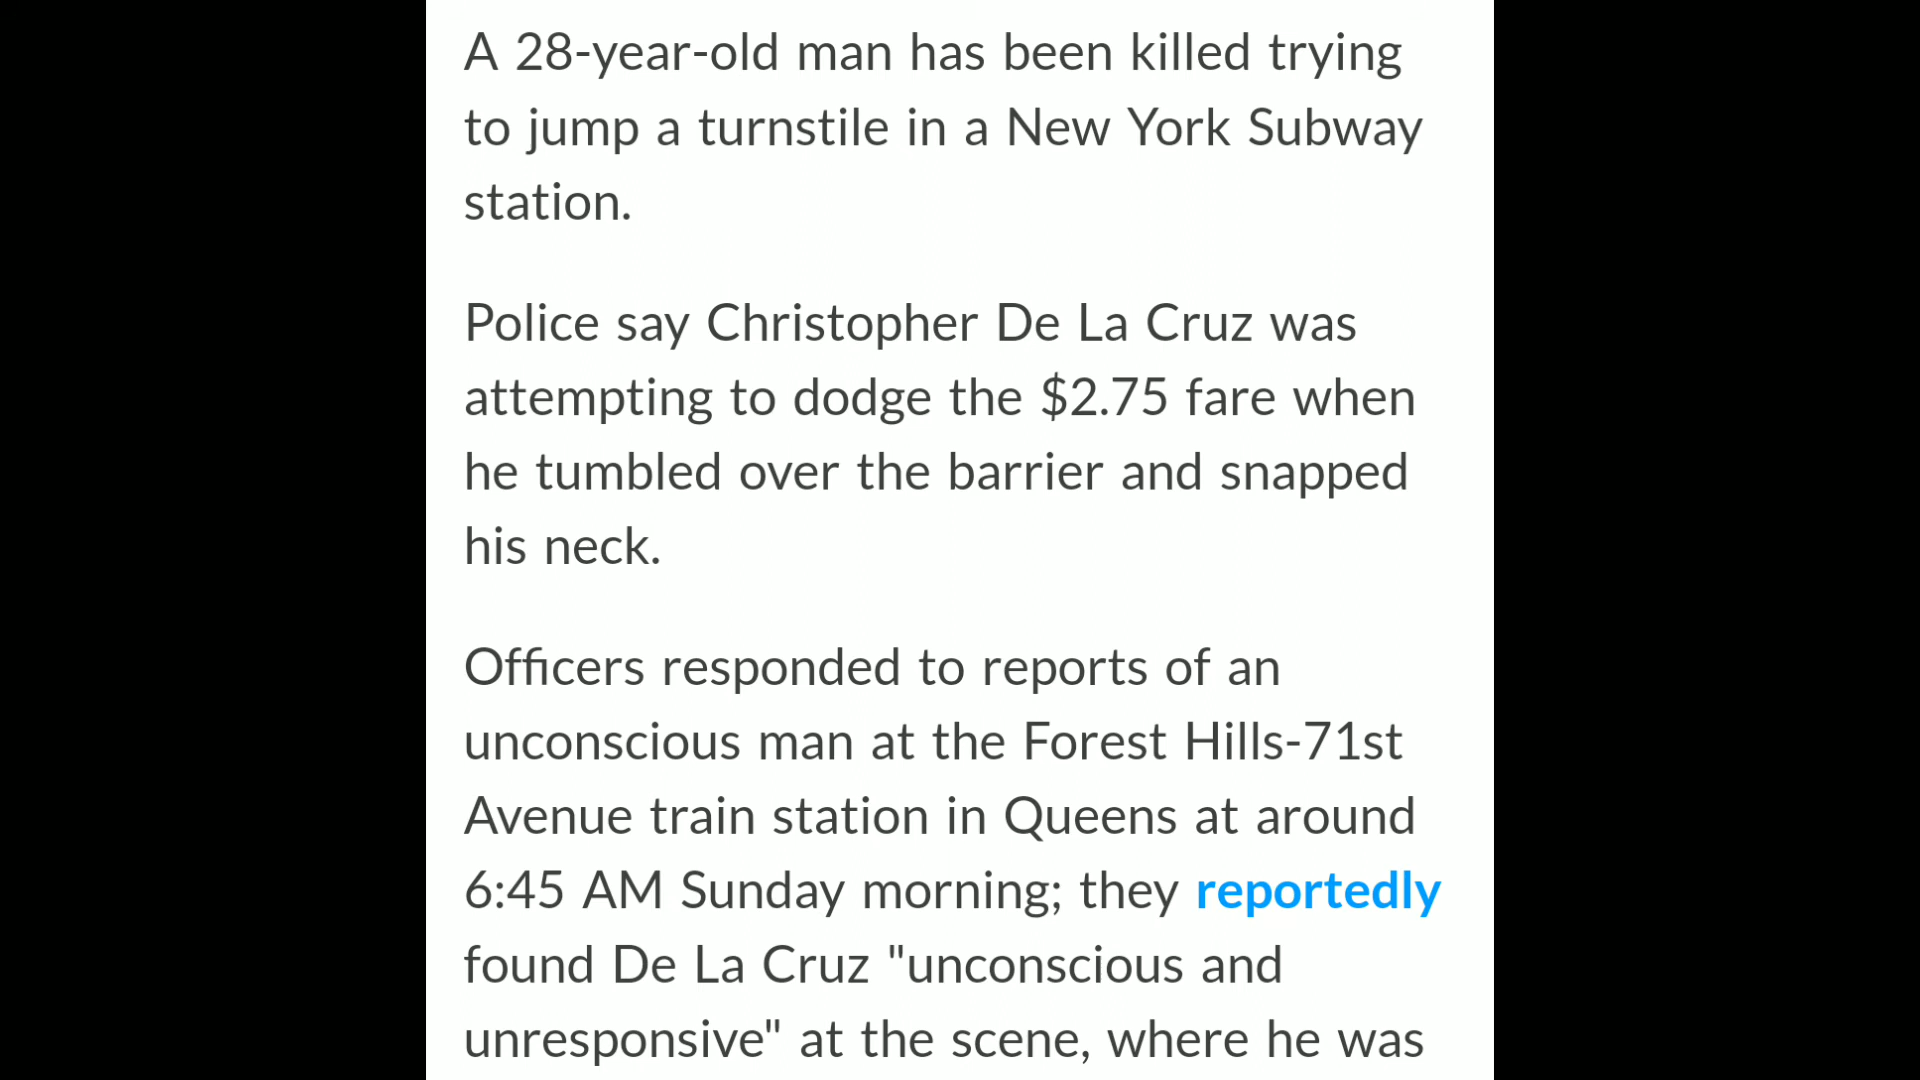 A 28-year-old man has been killed trying
to jump a turnstile in a New York Subway
station.
Police say Christopher De La Cruz was
attempting to dodge the $2.75 fare when
he tumbled over the barrier and snapped
his neck.
Officers responded to reports of an
unconscious man at the Forest Hills-71st
Avenue train station in Queens at around
6:45 AM Sunday morning; they reportedly
found De La Cruz "unconscious and
unresponsive" at the scene, where he was